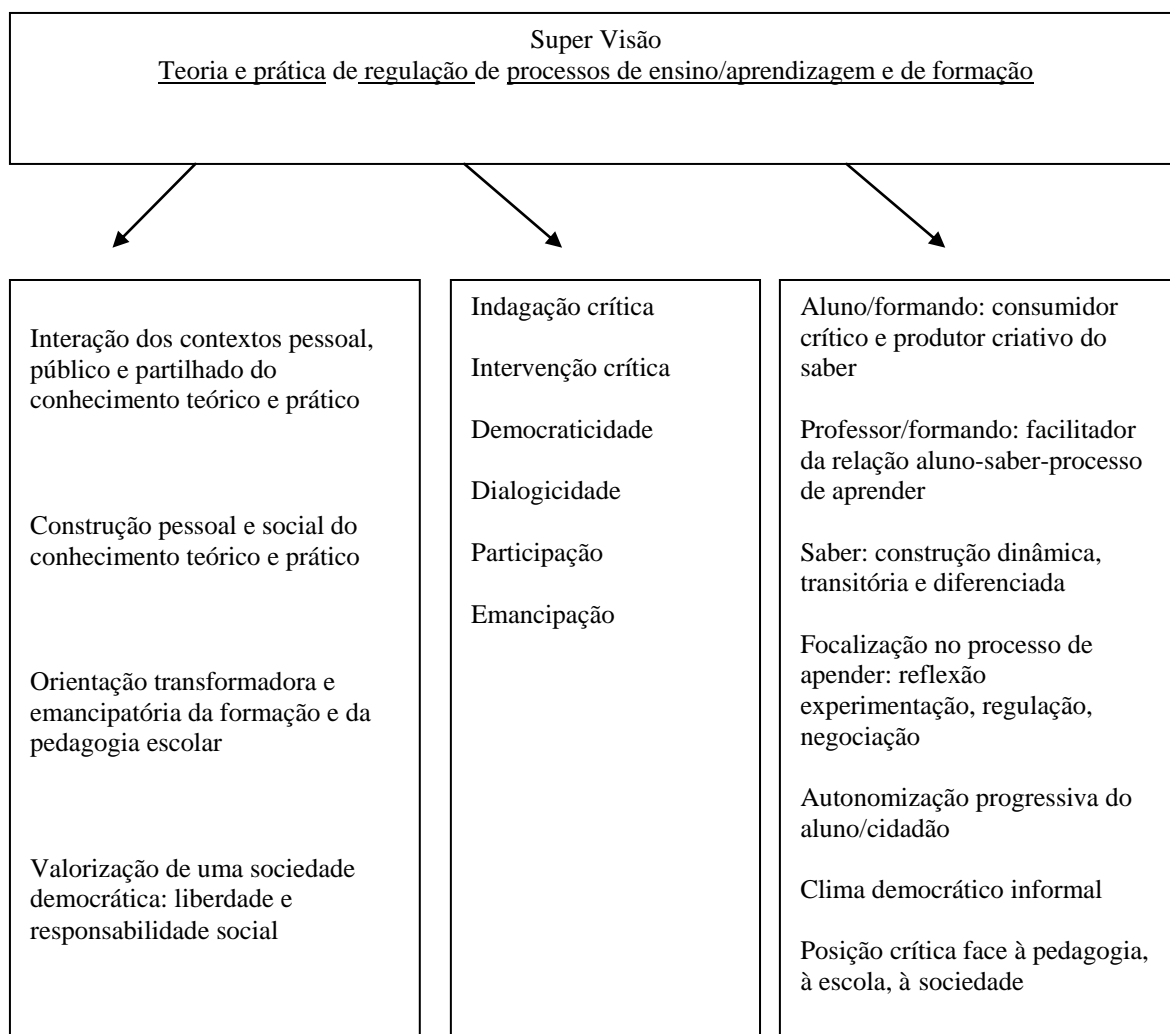 Super Visão
Teoria e prática de regulação de processos de ensino/aprendizagem e de formação
Interação dos contextos pessoal,
público e partilhado do
conhecimento teórico e prático
Construção pessoal e social do
conhecimento teórico e prático
Orientação transformadora e
emancipatória da formação e da
pedagogia escolar
Valorização de uma sociedade
democrática: liberdade e
responsabilidade social
Indagação crítica
Intervenção crítica
Democraticidade
Dialogicidade
Participação
Emancipação
Aluno/formando: consumidor
crítico e produtor criativo do
saber
Professor/formando: facilitador
da relação aluno-saber-processo
de aprender
Saber: construção dinâmica,
transitória e diferenciada
Focalização no processo de
apender: reflexão
experimentação, regulação,
negociação
Autonomização progressiva do
aluno/cidadão
Clima democrático informal
Posição crítica face à pedagogia,
à escola, à sociedade